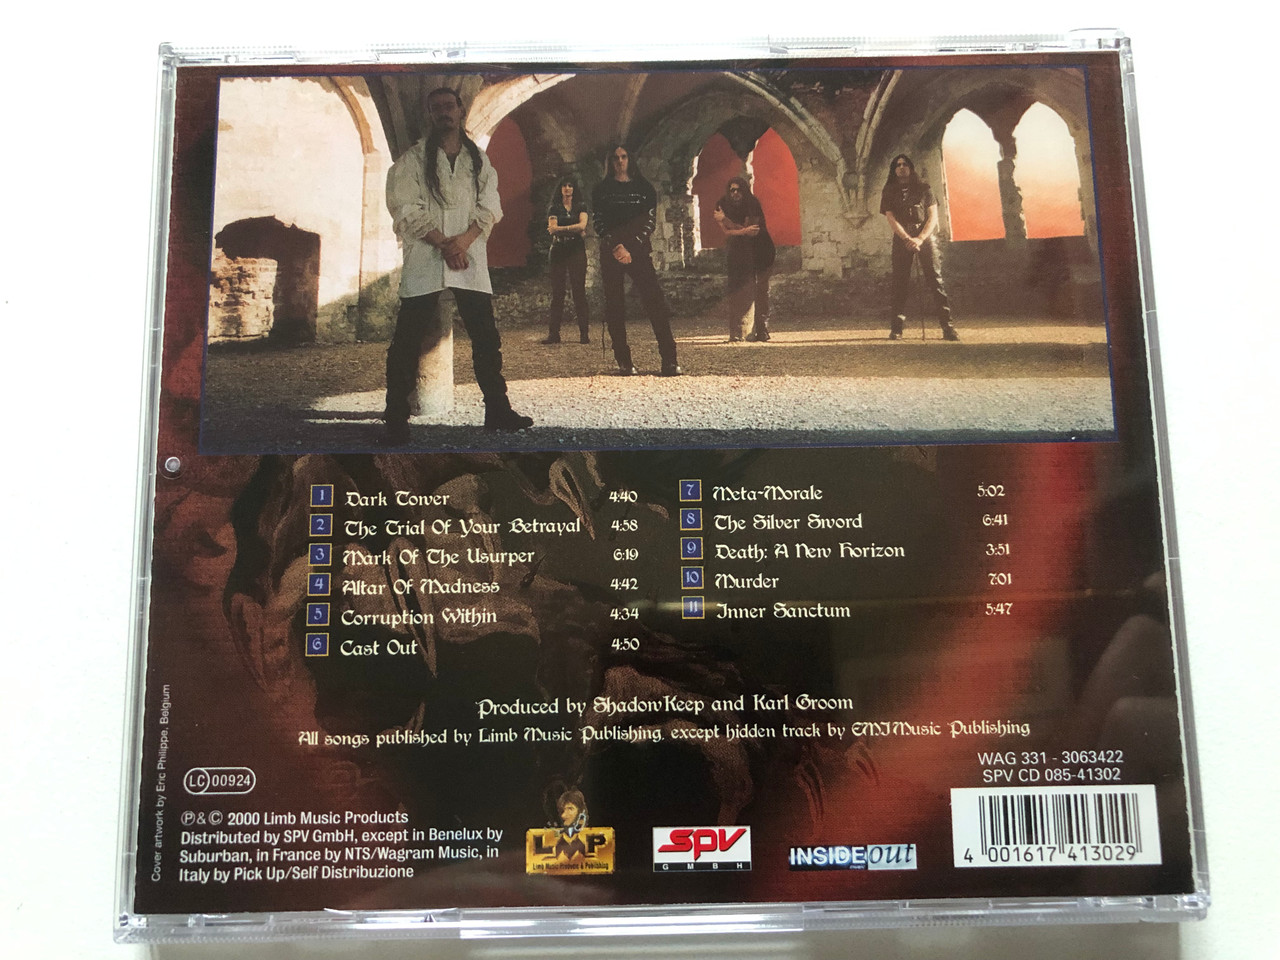 1 Dark Tower 4:40
2 The Trial Of Your Betrayal 4:58
3 Mark Of The Usurper 6:19
4 Altar Of Madness 4:42
5 Corruption Within 4:34
6 Cast Out 4:50
7 Meta-Morale 5:02
8 The Silver Sword 6:41
9 Death: A New Horizon 3:51
10 Murder 7:01
11 Inner Sanctum 5:47
Produced by ShadowKeep and Karl Groom
All songs published by Limb Music Publishing, except hidden track by EMI Music Publishing
Cover artwork by Eric Philippe, Belgium
LC 00924
℗ & © 2000 Limb Music Products
Distributed by SPV GmbH, except in Benelux by
Suburban, in France by NTS/Wagram Music, in
Italy by Pick Up/Self Distribuzione
LMP
Limb Music Products & Publishing
SPV
GMBH
INSIDE out
WAG 331 - 3063422
SPV CD 085-41302
4 001617 413029